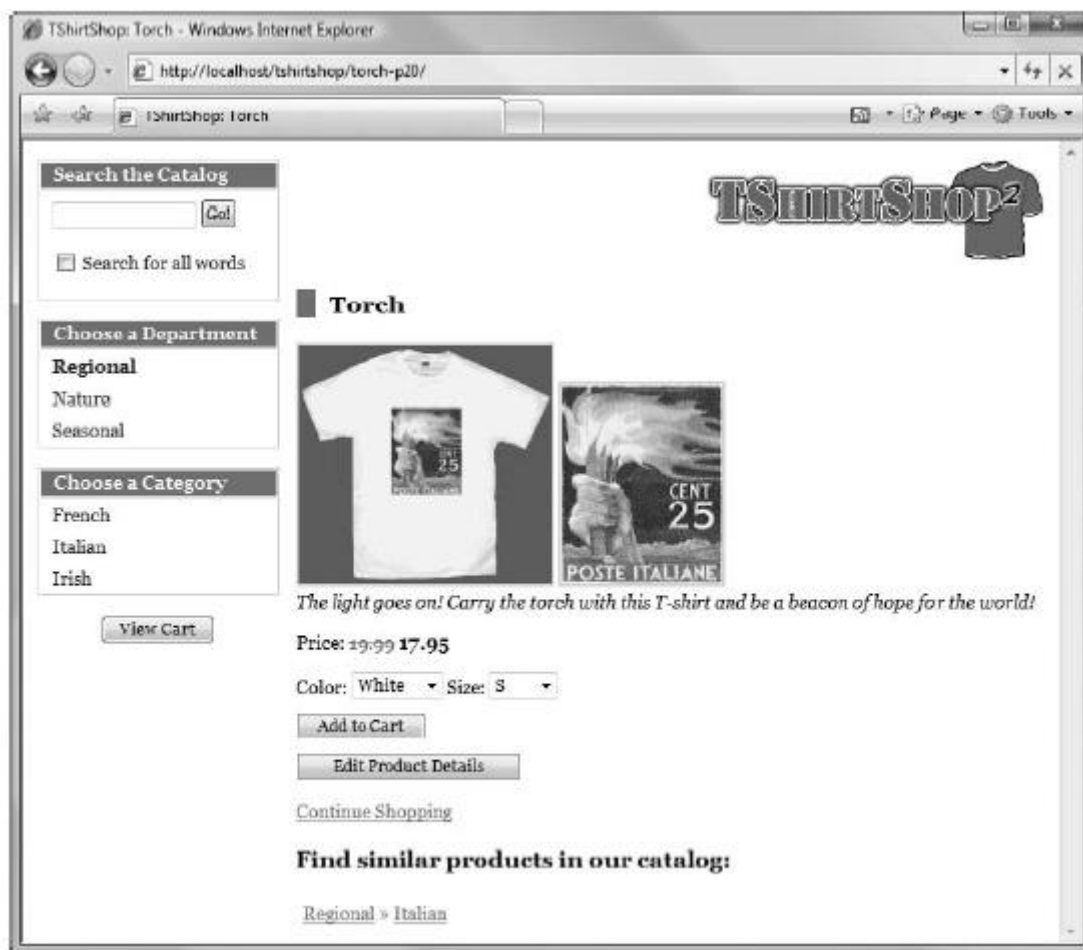 TShirtShop: Torch - Windows Internet Explorer
http://localhost/tshirtshop/torch-p20/
TShirtShop: Torch
Page
Tools
Search the Catalog
Go!
Search for all words
TSHIRTSHOP²
Torch
Choose a Department
Regional
Nature
Seasonal
Choose a Category
French
Italian
Irish
View Cart
CENT
25
POSTE ITALIANE
CENT
25
POSTE ITALIANE
The light goes on! Carry the torch with this T-shirt and be a beacon of hope for the world!
Price: 19.99 17.95
Color: White Size: S
Add to Cart
Edit Product Details
Continue Shopping
Find similar products in our catalog:
Regional » Italian